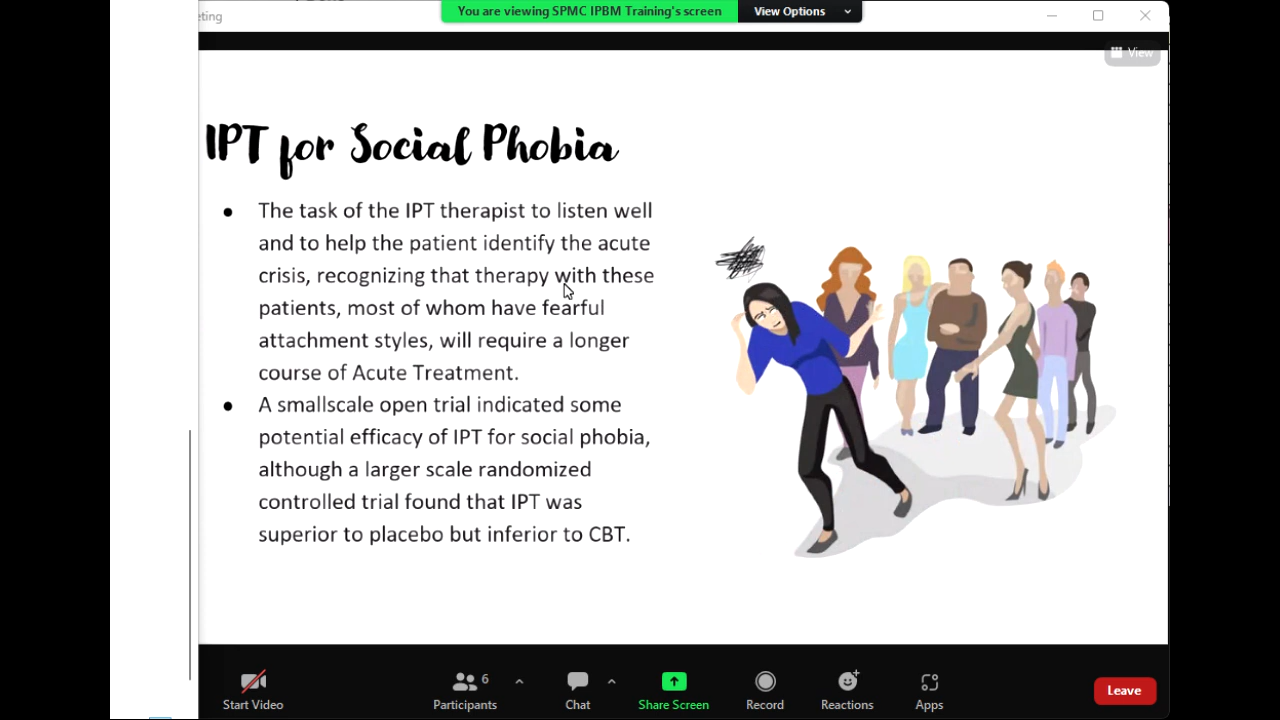 eting
You are viewing SPMC IPBM Training's screen
View Options
View
IPT for Social Phobia
● The task of the IPT therapist to listen well
and to help the patient identify the acute
crisis, recognizing that therapy with these
patients, most of whom have fearful
attachment styles, will require a longer
course of Acute Treatment.
● A smallscale open trial indicated some
potential efficacy of IPT for social phobia,
although a larger scale randomized
controlled trial found that IPT was
superior to placebo but inferior to CBT.
Start Video
Participants
6
Chat
Share Screen
Record
Reactions
Apps
Leave